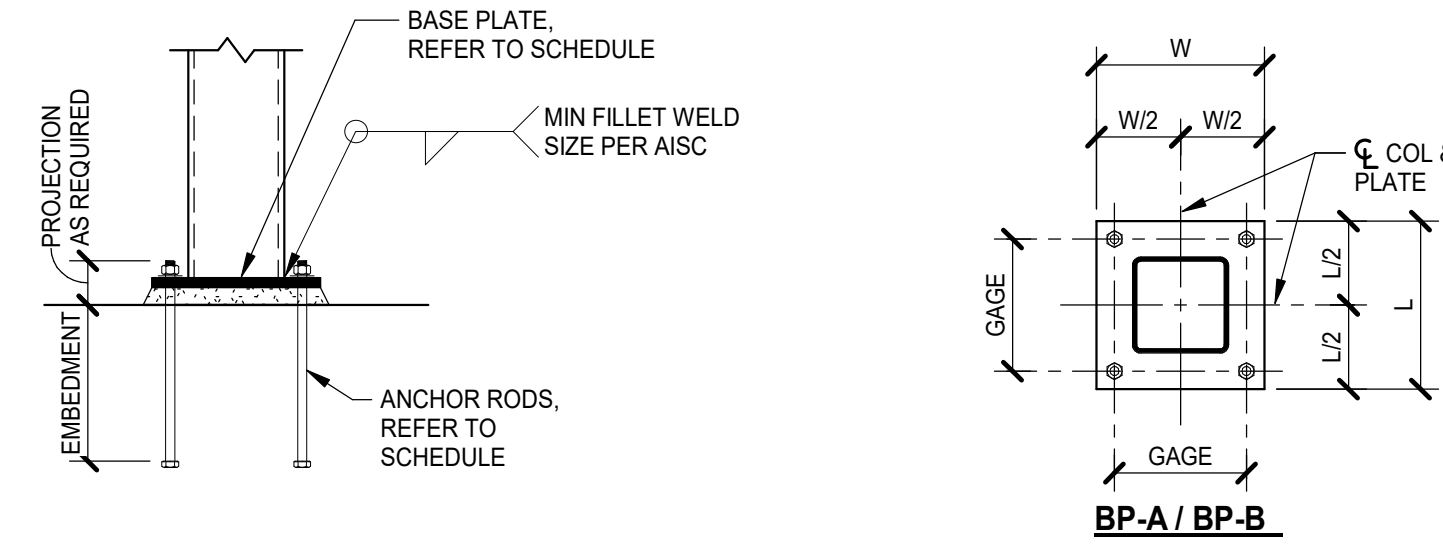 BASE PLATE,
REFER TO SCHEDULE
MIN FILLET WELD
SIZE PER AISC
PROJECTION
AS REQUIRED
EMBEDMENT
ANCHOR RODS,
REFER TO
SCHEDULE
W
W/2 W/2
℄ COL &
PLATE
GAGE
L/2
L/2
L
GAGE
BP-A / BP-B